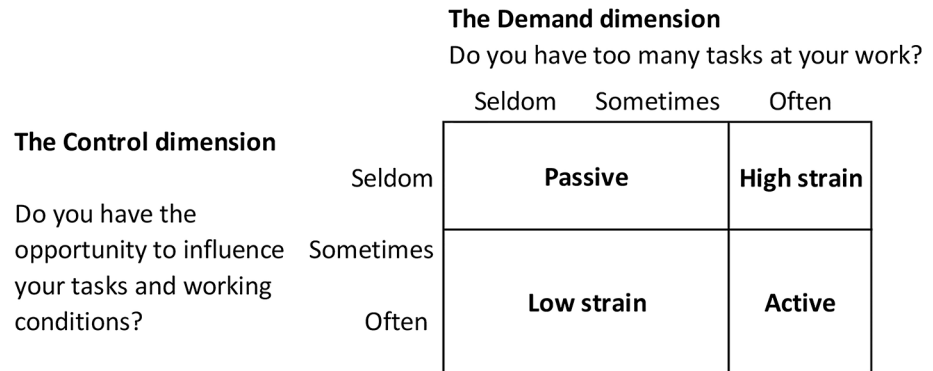 The Demand dimension
Do you have too many tasks at your work?
Seldom Sometimes Often
The Control dimension
Seldom Passive High strain
Do you have the
opportunity to influence Sometimes
your tasks and working
Low strain Active
conditions? Often